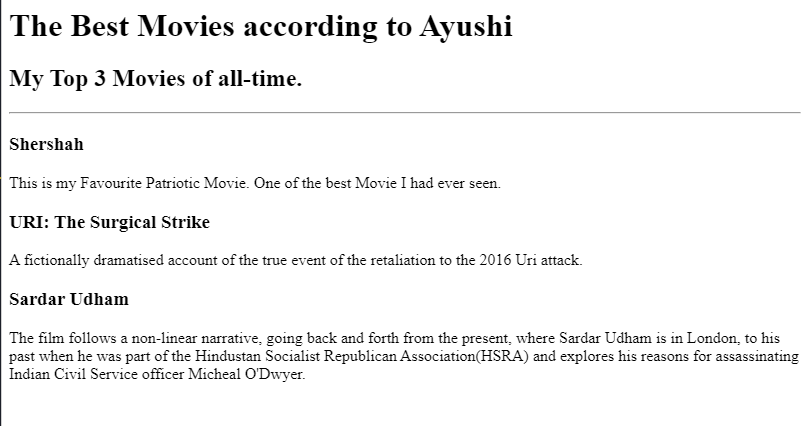 The Best Movies according to Ayushi
My Top 3 Movies of all-time.
Shershah
This is my Favourite Patriotic Movie. One of the best Movie I had ever seen.
URI: The Surgical Strike
A fictionally dramatised account of the true event of the retaliation to the 2016 Uri attack.
Sardar Udham
The film follows a non-linear narrative, going back and forth from the present, where Sardar Udham is in London, to his
past when he was part of the Hindustan Socialist Republican Association(HSRA) and explores his reasons for assassinating
Indian Civil Service officer Micheal O'Dwyer.